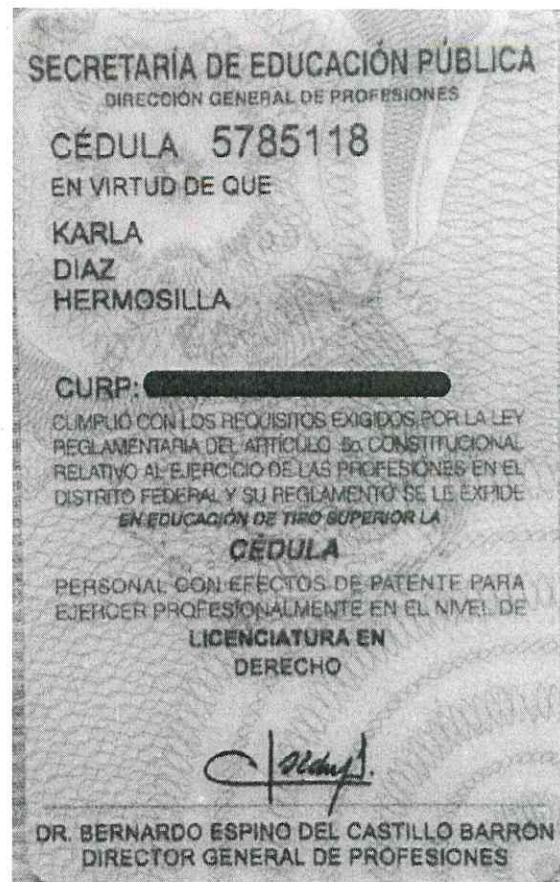 SECRETARÍA DE EDUCACIÓN PÚBLICA
DIRECCIÓN GENERAL DE PROFESIONES
CÉDULA 5785118
EN VIRTUD DE QUE
KARLA
DIAZ
HERMOSILLA
CURP:
CUMPLIÓ CON LOS REQUISITOS EXIGIDOS POR LA LEY
REGLAMENTARIA DEL ARTÍCULO 5o. CONSTITUCIONAL
RELATIVO AL EJERCICIO DE LAS PROFESIONES EN EL
DISTRITO FEDERAL Y SU REGLAMENTO SE LE EXPIDE
EN EDUCACIÓN DE TIPO SUPERIOR LA
CÉDULA
PERSONAL CON EFECTOS DE PATENTE PARA
EJERCER PROFESIONALMENTE EN EL NIVEL DE
LICENCIATURA EN
DERECHO
DR. BERNARDO ESPINO DEL CASTILLO BARRÓN
DIRECTOR GENERAL DE PROFESIONES